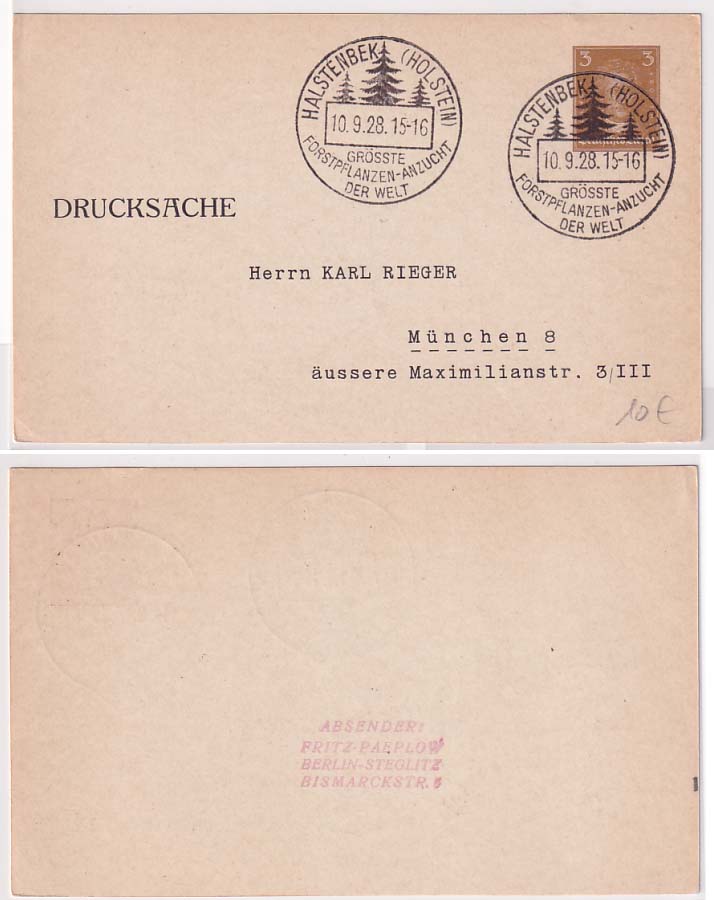 HALSTENBEK (HOLSTEIN)
10.9.28.15-16
GRÖSSTE
FORSTPFLANZEN-ANZUCHT
DER WELT
3 3
HALSTENBEK (HOLSTEIN)
10.9.28.15-16
GRÖSSTE
FORSTPFLANZEN-ANZUCHT
DER WELT
DRUCKSACHE
Herrn KARL RIEGER
München 8
äussere Maximilianstr. 3/III
10 €
ABSENDER:
FRITZ PAEPLOW
BERLIN-STEGLITZ
BISMARCKSTR.